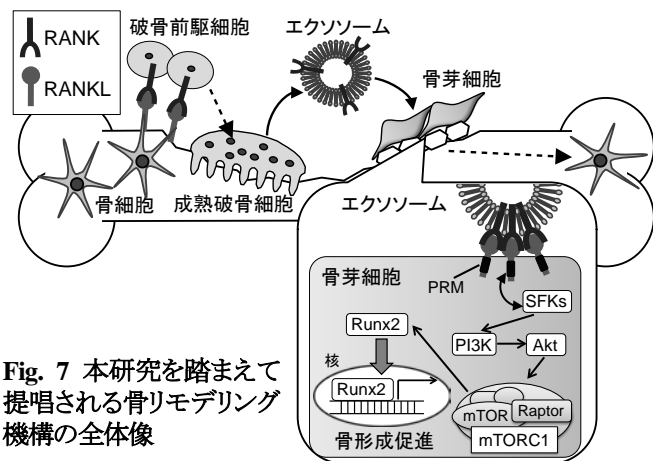 RANK
RANKL
破骨前駆細胞
エクソソーム
骨芽細胞
骨細胞
成熟破骨細胞
エクソソーム
骨芽細胞
PRM
SFKs
PI3K
Akt
Runx2
核
Runx2
mTOR
Raptor
mTORC1
骨形成促進
Fig. 7 本研究を踏まえて
提唱される骨リモデリング
機構の全体像